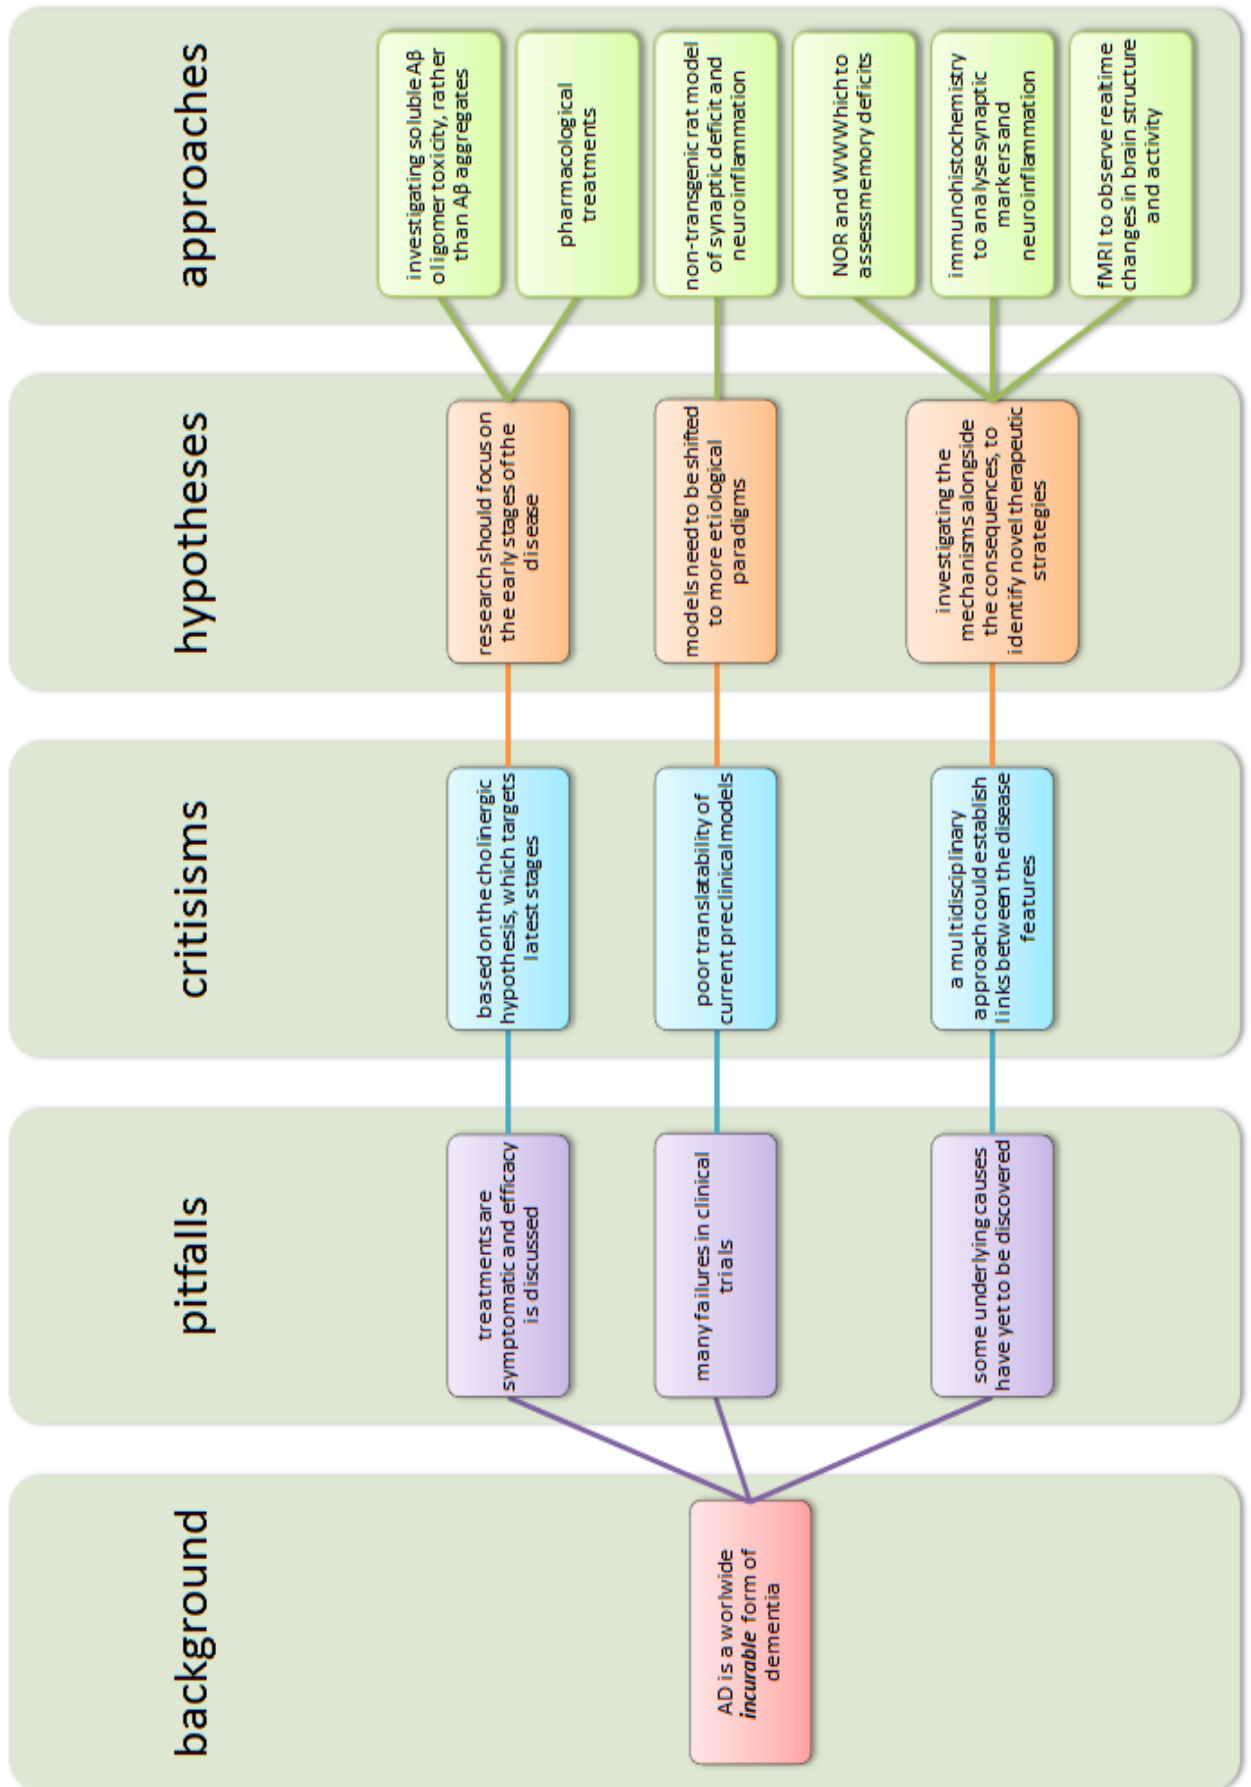 background
AD is a worlwide
incurable form of
dementia
pitfalls
treatments are
symptomatic and efficacy
is discussed
many failures in clinical
trials
some underlying causes
have yet to be discovered
critisisms
based on the cholinergic
hypothesis, which targets
latest stages
poor translatability of
current preclinical models
a multidisciplinary
approach could establish
links between the disease
features
hypotheses
research should focus on
the early stages of the
disease
models need to be shifted
to more etiological
paradigms
investigating the
mechanisms alongside
the consequences, to
identify novel therapeutic
strategies
approaches
investigating soluble Aβ
oligomer toxicity, rather
than Aβ aggregates
pharmacological
treatments
non-transgenic rat model
of synaptic deficit and
neuroinflammation
NOR and WWWhich to
assess memory deficits
immunohistochemistry
to analyse synaptic
markers and
neuroinflammation
fMRI to observe realtime
changes in brain structure
and activity